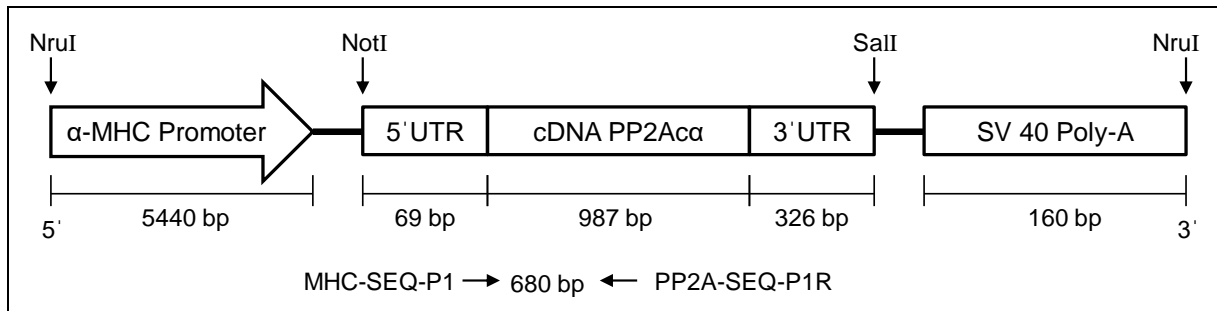 NruI NotI SalI NruI
α-MHC Promoter 5'UTR cDNA PP2Acα 3'UTR SV 40 Poly-A
5440 bp 69 bp 987 bp 326 bp 160 bp
5' 3'
MHC-SEQ-P1 680 bp PP2A-SEQ-P1R